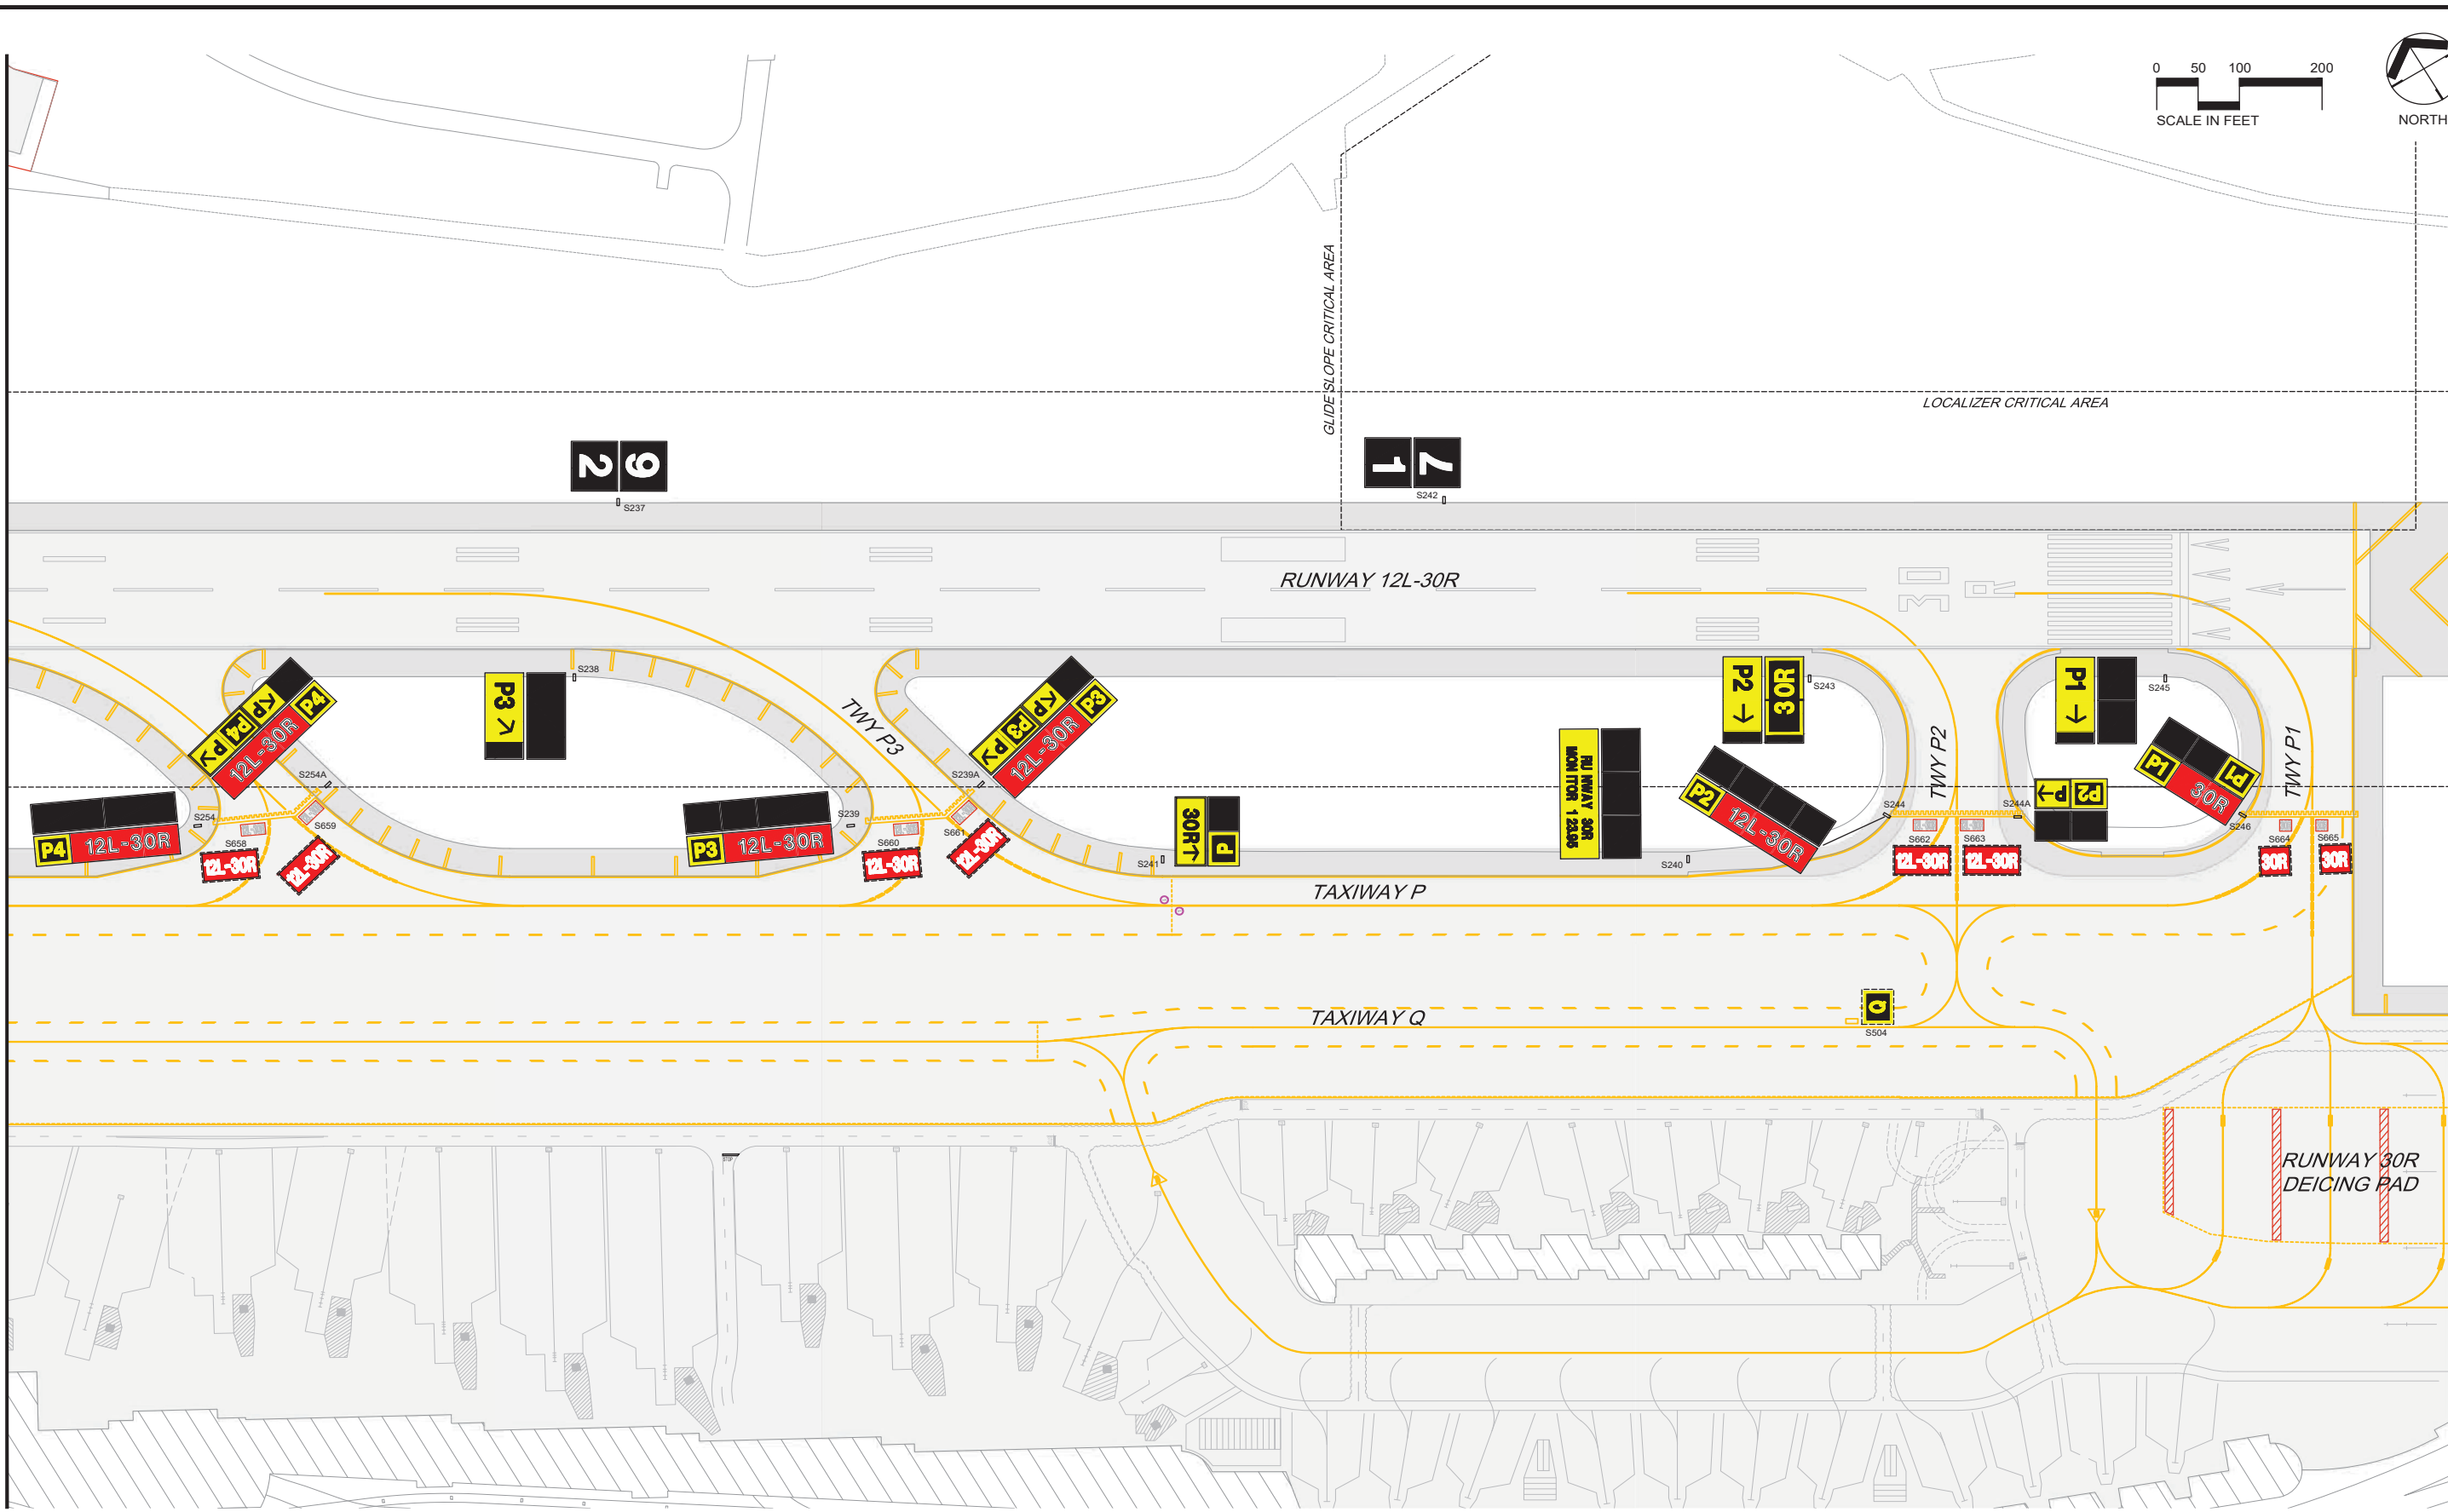 0 50 100 200
SCALE IN FEET
NORTH
GLIDE SLOPE CRITICAL AREA
LOCALIZER CRITICAL AREA
2 9
S237
1 7
S242
RUNWAY 12L-30R
30 R
P4
12L-30R
P4
P
S254A
P3
S238
TWY P3
P3
12L-30R
P3
P
S239A
P2
30R
S243
TWY P2
P1
S245
TWY P1
P1
30R
P1
S246
P4 12L-30R
S254
S658
12L-30R
S659
12L-30R
P3 12L-30R
S239
S660
12L-30R
S661
12L-30R
S241
30R
P
RUNWAY 30R
MONITOR 123.95
S240
P2 12L-30R
S244
P P2
S244A
S662
12L-30R
S663
12L-30R
S664
30R
S665
30R
TAXIWAY P
TAXIWAY Q
Q
S504
STOP
RUNWAY 30R
DEICING PAD